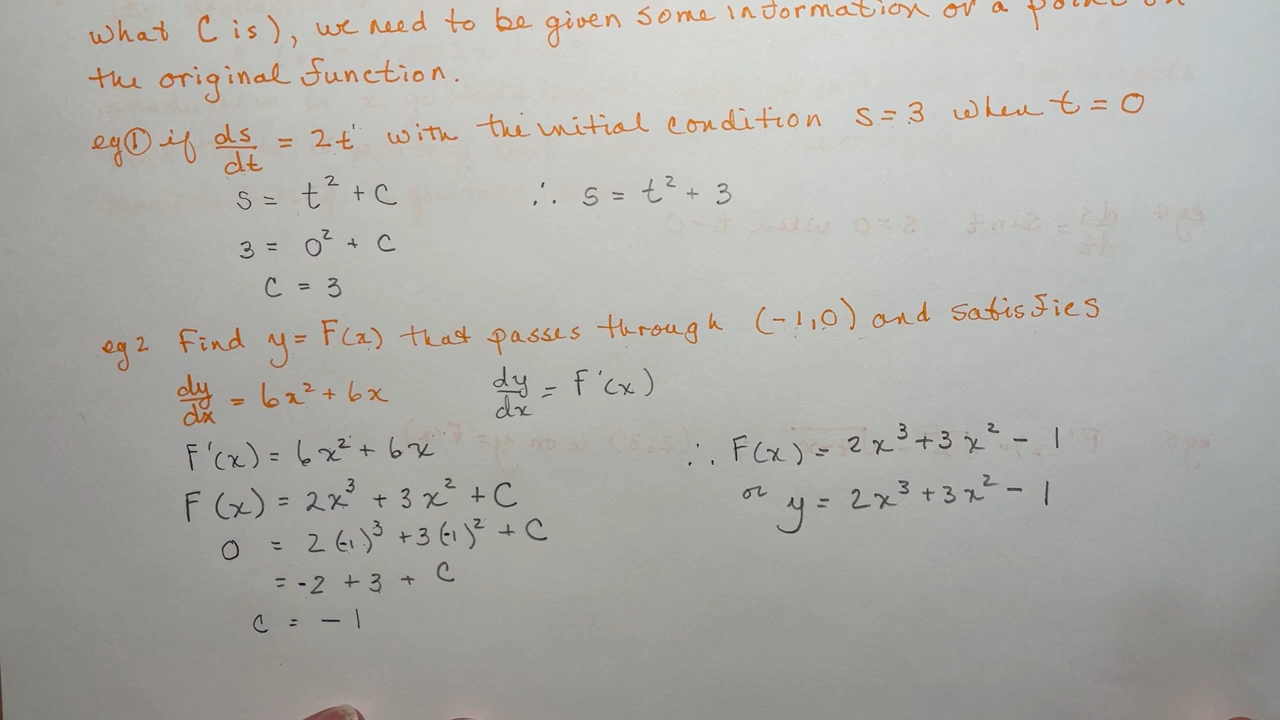 what C is), we need to be given some information or a point on
the original function.
eg① if ds/dt = 2t with the initial condition s = 3 when t = 0
s = t² + C ∴ s = t² + 3
3 = 0² + C
C = 3
eg 2 Find y = F(x) that passes through (-1,0) and satisfies
dy/dx = 6x² + 6x dy/dx = F'(x)
F'(x) = 6x² + 6x ∴ F(x) = 2x³ + 3x² - 1
F(x) = 2x³ + 3x² + C or y = 2x³ + 3x² - 1
0 = 2(-1)³ + 3(-1)² + C
= -2 + 3 + C
C = -1